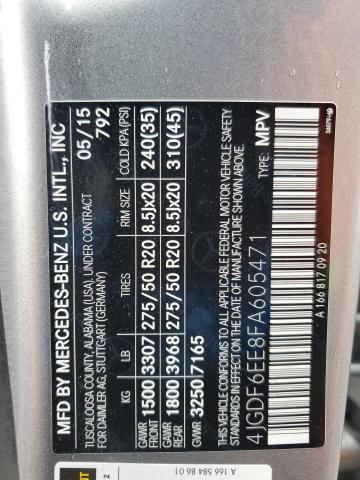 MFD BY MERCEDES-BENZ U.S. INTL., INC
TUSCALOOSA COUNTY, ALABAMA (USA), UNDER CONTRACT 05/15
FOR DAIMLER AG, STUTTGART (GERMANY) 792
KG LB TIRES RIM SIZE COLD KPA(PSI)
GAWR FRONT 1500 3307 275/50 R20 8.5Jx20 240(35)
GAWR REAR 1800 3968 275/50 R20 8.5Jx20 310(45)
GVWR 3250/7165
THIS VEHICLE CONFORMS TO ALL APPLICABLE FEDERAL MOTOR VEHICLE SAFETY
STANDARDS IN EFFECT ON THE DATE OF MANUFACTURE SHOWN ABOVE.
4JGDF6EE8FA605471 TYPE: MPV
A 166 817 09 20
A 166 584 86 01